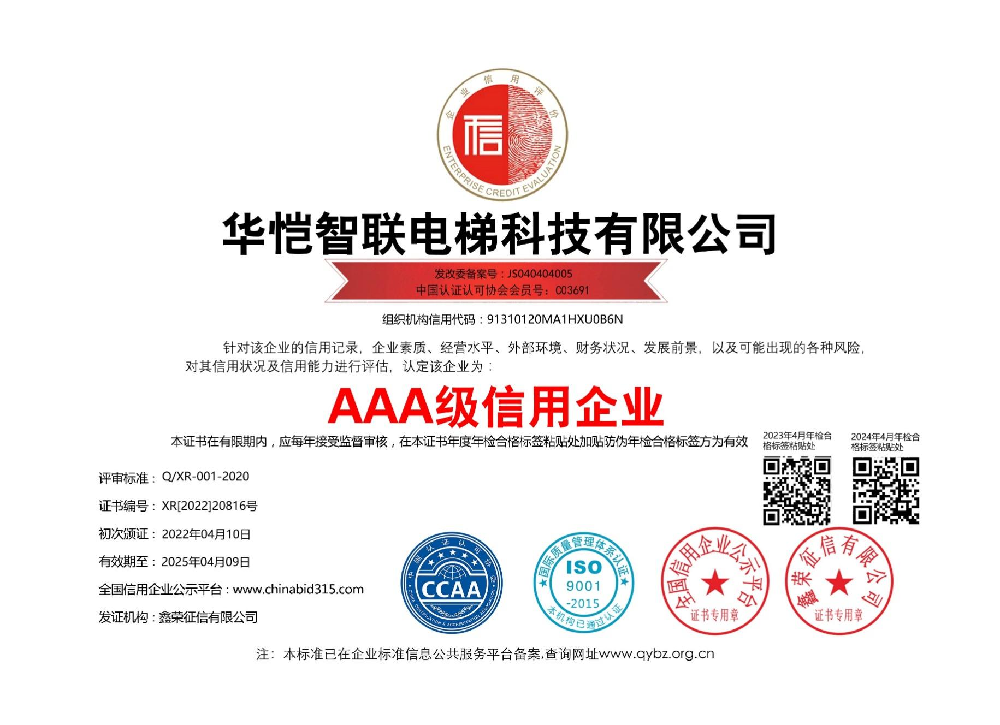 企业信用评价
信
ENTERPRISE CREDIT EVALUATION
华恺智联电梯科技有限公司
发改委备案号：JS040404005
中国认证认可协会会员号：C03691
组织机构信用代码：91310120MA1HXU0B6N
针对该企业的信用记录，企业素质、经营水平、外部环境、财务状况、发展前景，以及可能出现的各种风险，
对其信用状况及信用能力进行评估，认定该企业为：
AAA级信用企业
本证书在有限期内，应每年接受监督审核，在本证书年度年检合格标签粘贴处加贴防伪年检合格标签方为有效
2023年4月年检合
格标签粘贴处
2024年4月年检合
格标签粘贴处
评审标准：Q/XR-001-2020
证书编号：XR[2022]20816号
初次颁证：2022年04月10日
有效期至：2025年04月09日
全国信用企业公示平台：www.chinabid315.com
发证机构：鑫荣征信有限公司
中国认证认可协会
CCAA
CHINA CERTIFICATION & ACCREDITATION ASSOCIATION
国际质量管理体系认证
ISO
9001
-2015
本机构已通过认证
全国信用企业公示平台
证书专用章
鑫荣征信有限公司
证书专用章
注：本标准已在企业标准信息公共服务平台备案,查询网址www.qybz.org.cn